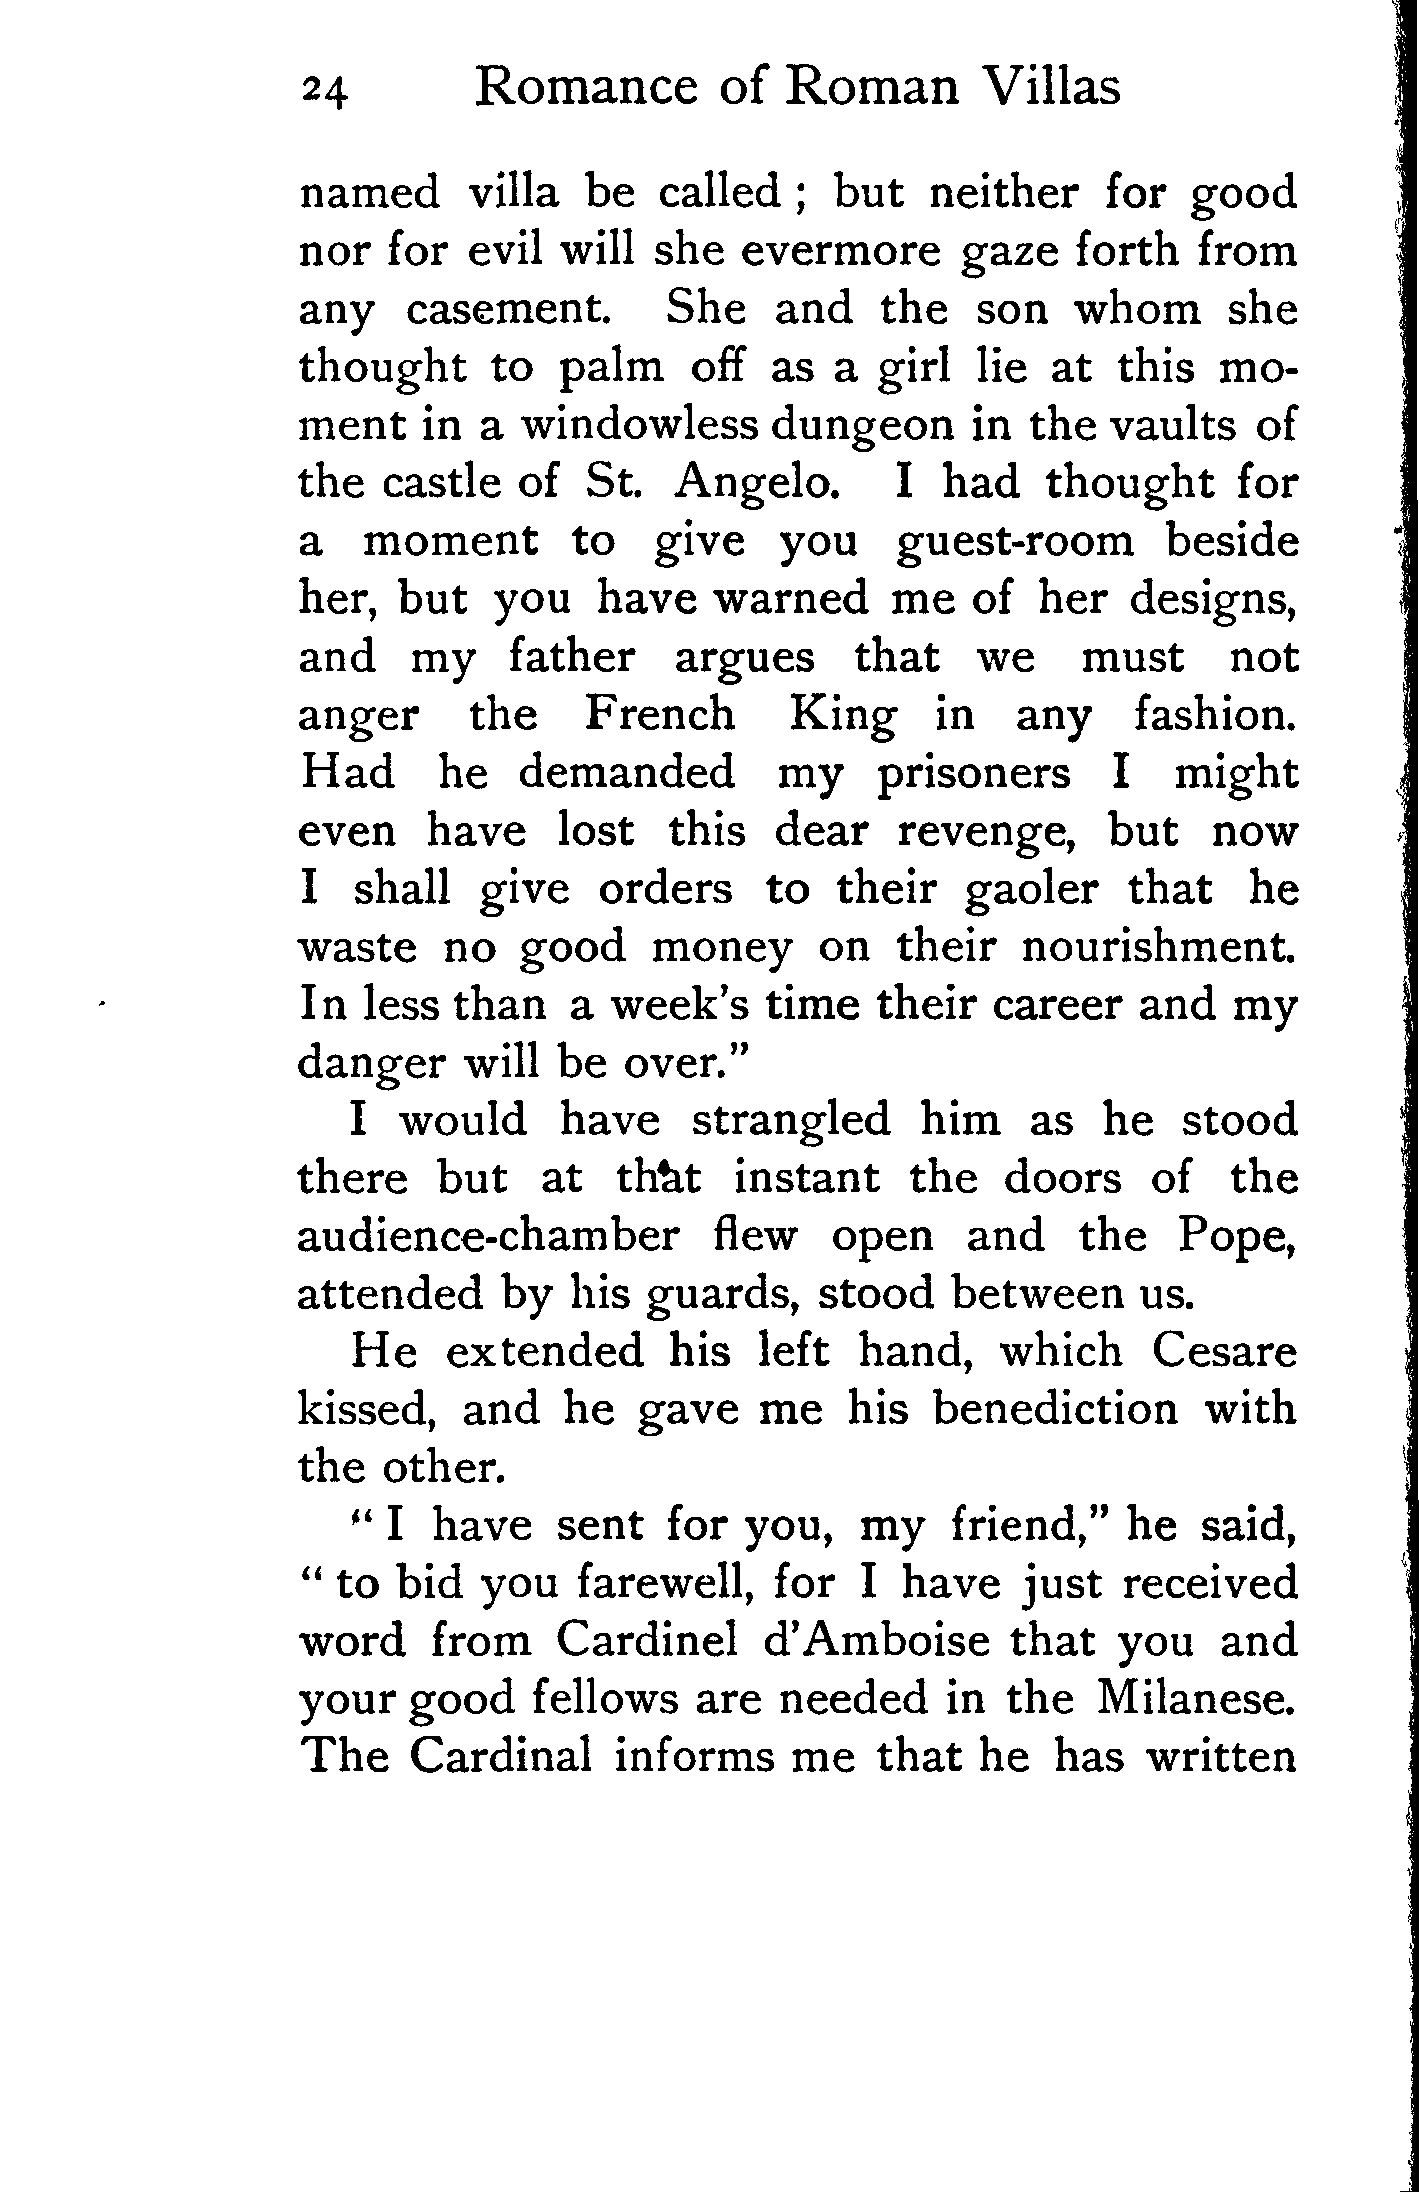 24 Romance of Roman Villas
named villa be called ; but neither for good
nor for evil will she evermore gaze forth from
any casement. She and the son whom she
thought to palm off as a girl lie at this mo-
ment in a windowless dungeon in the vaults of
the castle of St. Angelo. I had thought for
a moment to give you guest-room beside
her, but you have warned me of her designs,
and my father argues that we must not
anger the French King in any fashion.
Had he demanded my prisoners I might
even have lost this dear revenge, but now
I shall give orders to their gaoler that he
waste no good money on their nourishment.
In less than a week's time their career and my
danger will be over."
I would have strangled him as he stood
there but at that instant the doors of the
audience-chamber flew open and the Pope,
attended by his guards, stood between us.
He extended his left hand, which Cesare
kissed, and he gave me his benediction with
the other.
" I have sent for you, my friend," he said,
" to bid you farewell, for I have just received
word from Cardinel d'Amboise that you and
your good fellows are needed in the Milanese.
The Cardinal informs me that he has written